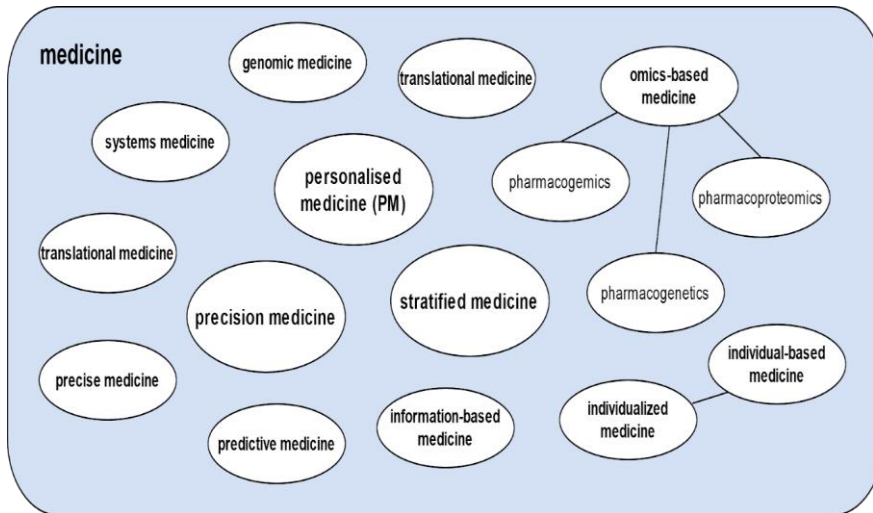 medicine
genomic medicine
translational medicine
omics-based
medicine
systems medicine
personalised
medicine (PM)
pharmacogemics
pharmacoproteomics
translational medicine
precision medicine
stratified medicine
pharmacogenetics
precise medicine
individual-based
medicine
predictive medicine
information-based
medicine
individualized
medicine